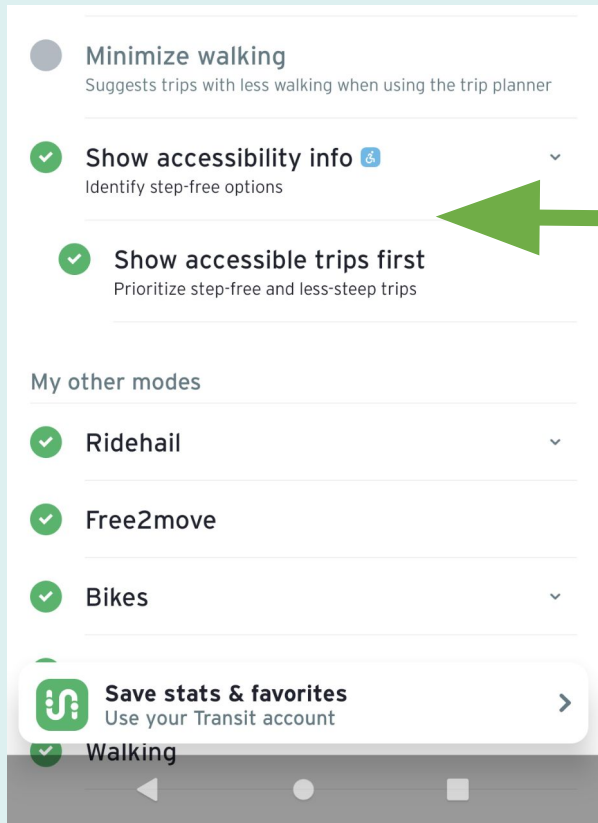 Minimize walking
Suggests trips with less walking when using the trip planner
Show accessibility info
Identify step-free options
Show accessible trips first
Prioritize step-free and less-steep trips
My other modes
Ridehail
Free2move
Bikes
Save stats & favorites
Use your Transit account
Walking